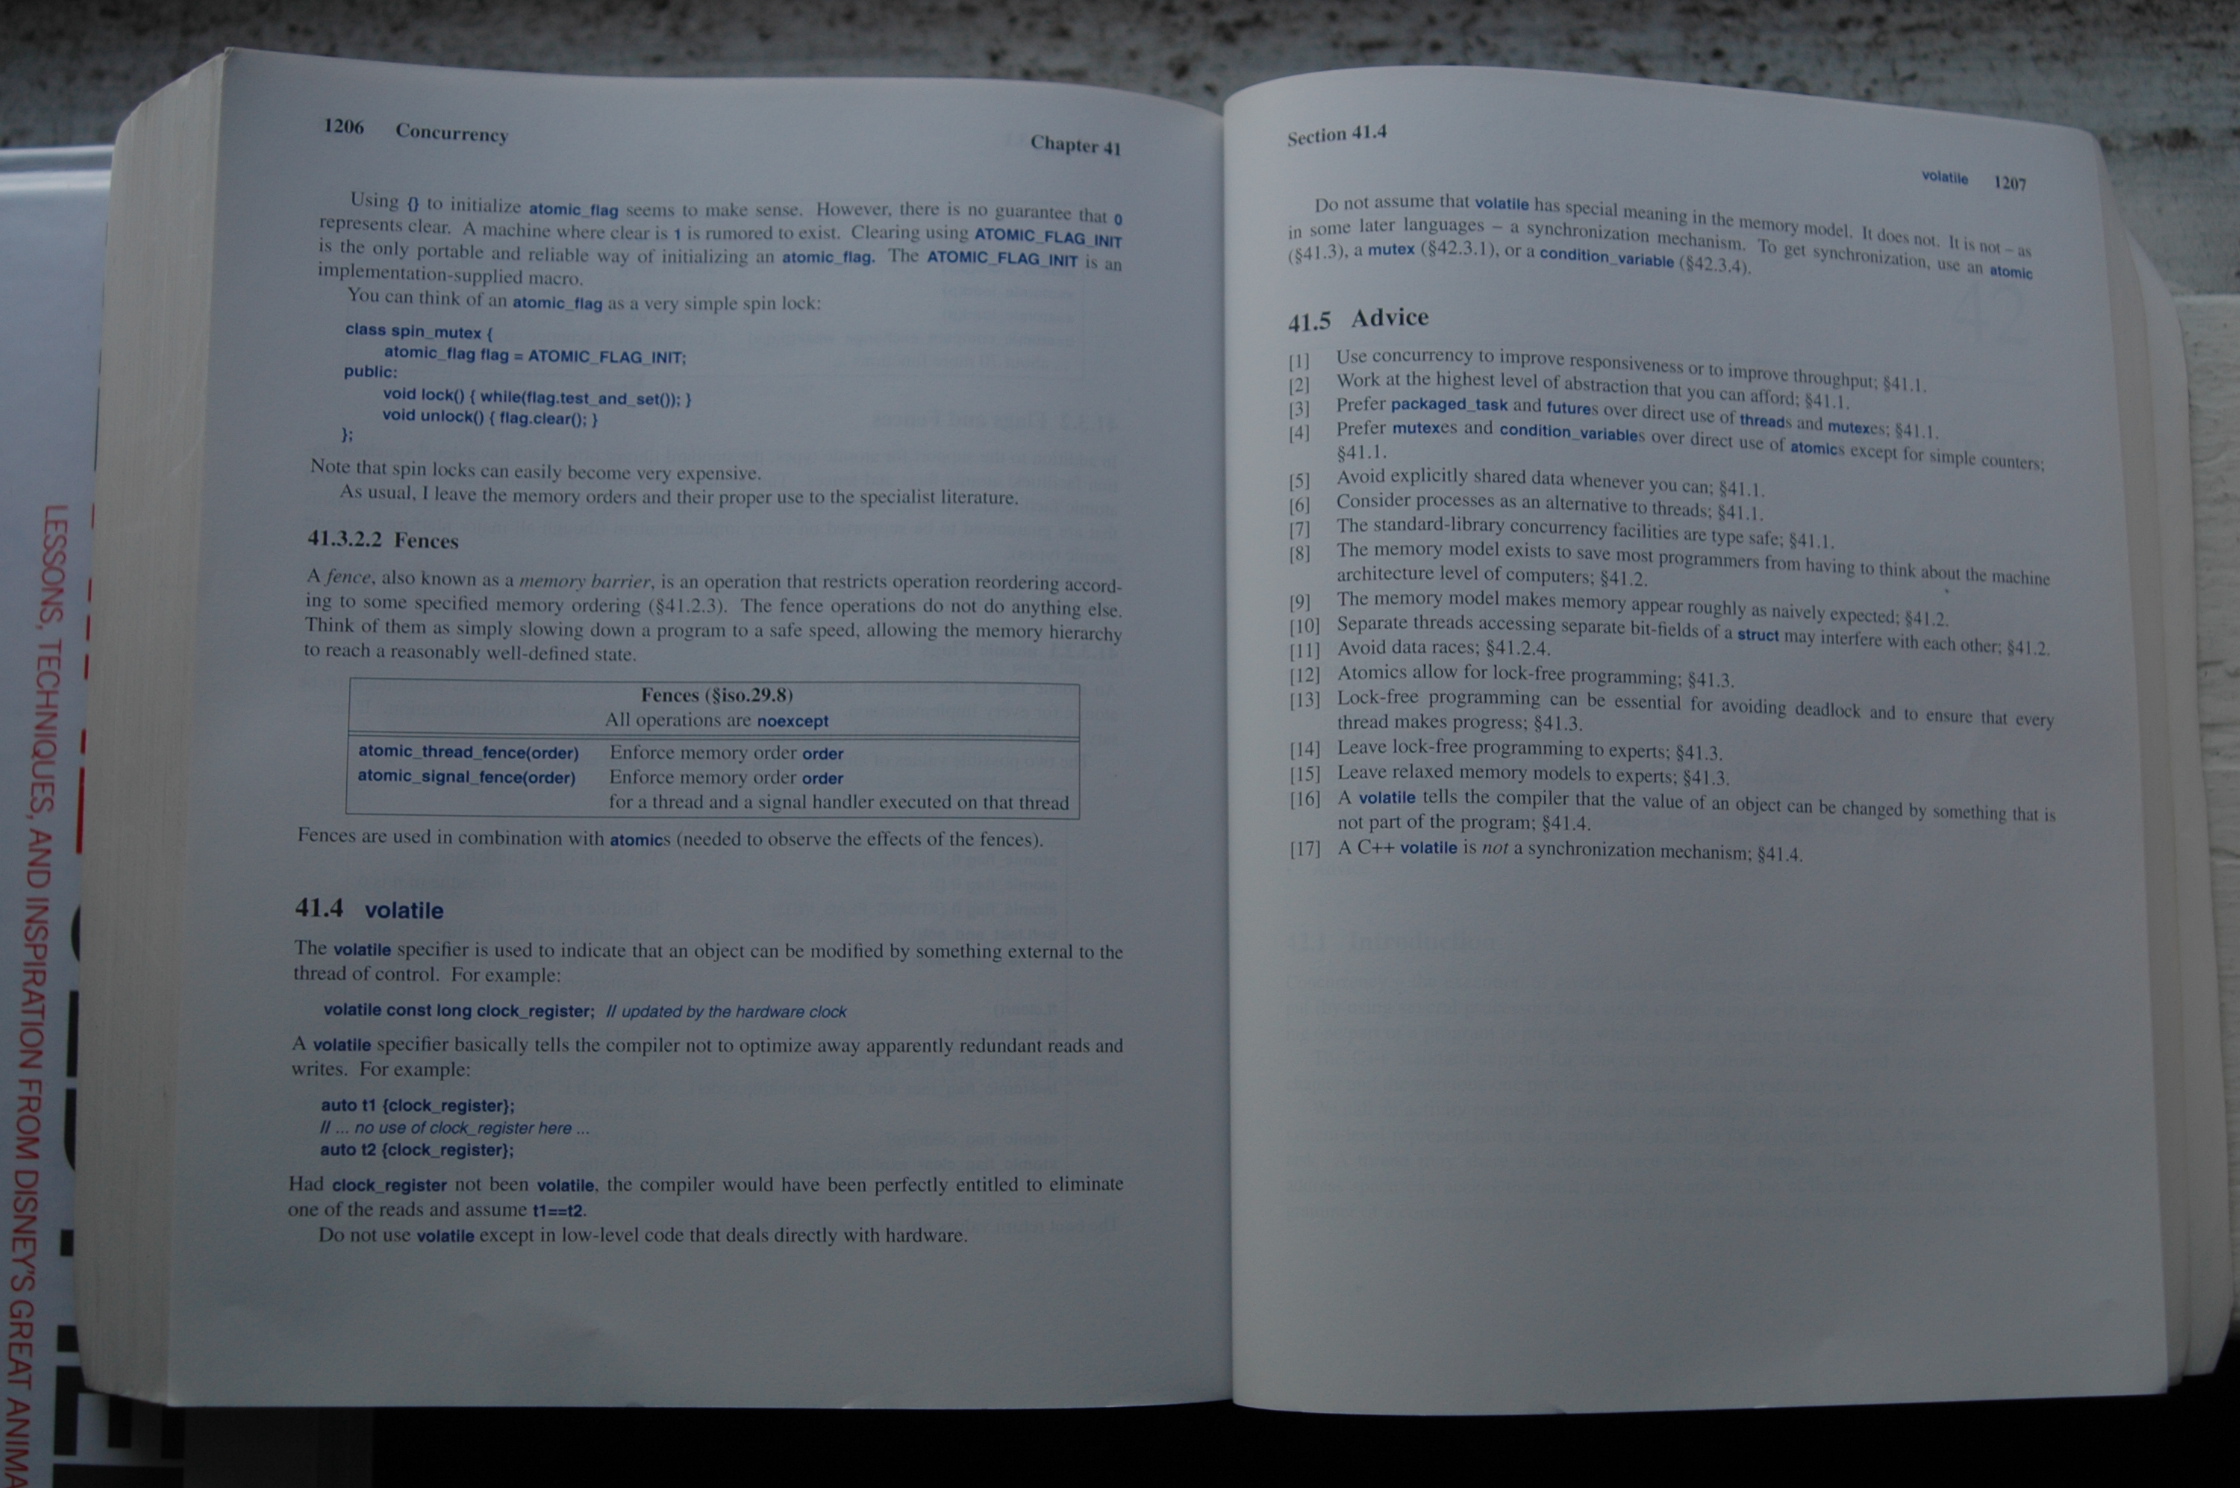 1206 Concurrency Chapter 41
Using {} to initialize atomic_flag seems to make sense. However, there is no guarantee that 0
represents clear. A machine where clear is 1 is rumored to exist. Clearing using ATOMIC_FLAG_INIT
is the only portable and reliable way of initializing an atomic_flag. The ATOMIC_FLAG_INIT is an
implementation-supplied macro.
You can think of an atomic_flag as a very simple spin lock:
class spin_mutex {
atomic_flag flag = ATOMIC_FLAG_INIT;
public:
void lock() { while(flag.test_and_set()); }
void unlock() { flag.clear(); }
};
Note that spin locks can easily become very expensive.
As usual, I leave the memory orders and their proper use to the specialist literature.
41.3.2.2 Fences
A fence, also known as a memory barrier, is an operation that restricts operation reordering accord-
ing to some specified memory ordering (§41.2.3). The fence operations do not do anything else.
Think of them as simply slowing down a program to a safe speed, allowing the memory hierarchy
to reach a reasonably well-defined state.
Fences (§iso.29.8)
All operations are noexcept
atomic_thread_fence(order) Enforce memory order order
atomic_signal_fence(order) Enforce memory order order
for a thread and a signal handler executed on that thread
Fences are used in combination with atomics (needed to observe the effects of the fences).
41.4 volatile
The volatile specifier is used to indicate that an object can be modified by something external to the
thread of control. For example:
volatile const long clock_register; // updated by the hardware clock
A volatile specifier basically tells the compiler not to optimize away apparently redundant reads and
writes. For example:
auto t1 {clock_register};
// ... no use of clock_register here ...
auto t2 {clock_register};
Had clock_register not been volatile, the compiler would have been perfectly entitled to eliminate
one of the reads and assume t1==t2.
Do not use volatile except in low-level code that deals directly with hardware.
Section 41.4 volatile 1207
Do not assume that volatile has special meaning in the memory model. It does not. It is not – as
in some later languages – a synchronization mechanism. To get synchronization, use an atomic
(§41.3), a mutex (§42.3.1), or a condition_variable (§42.3.4).
41.5 Advice
[1] Use concurrency to improve responsiveness or to improve throughput; §41.1.
[2] Work at the highest level of abstraction that you can afford; §41.1.
[3] Prefer packaged_task and futures over direct use of threads and mutexes; §41.1.
[4] Prefer mutexes and condition_variables over direct use of atomics except for simple counters;
§41.1.
[5] Avoid explicitly shared data whenever you can; §41.1.
[6] Consider processes as an alternative to threads; §41.1.
[7] The standard-library concurrency facilities are type safe; §41.1.
[8] The memory model exists to save most programmers from having to think about the machine
architecture level of computers; §41.2.
[9] The memory model makes memory appear roughly as naively expected; §41.2.
[10] Separate threads accessing separate bit-fields of a struct may interfere with each other; §41.2.
[11] Avoid data races; §41.2.4.
[12] Atomics allow for lock-free programming; §41.3.
[13] Lock-free programming can be essential for avoiding deadlock and to ensure that every
thread makes progress; §41.3.
[14] Leave lock-free programming to experts; §41.3.
[15] Leave relaxed memory models to experts; §41.3.
[16] A volatile tells the compiler that the value of an object can be changed by something that is
not part of the program; §41.4.
[17] A C++ volatile is not a synchronization mechanism; §41.4.
LESSONS, TECHNIQUES, AND INSPIRATION FROM DISNEY'S GREAT ANIMA